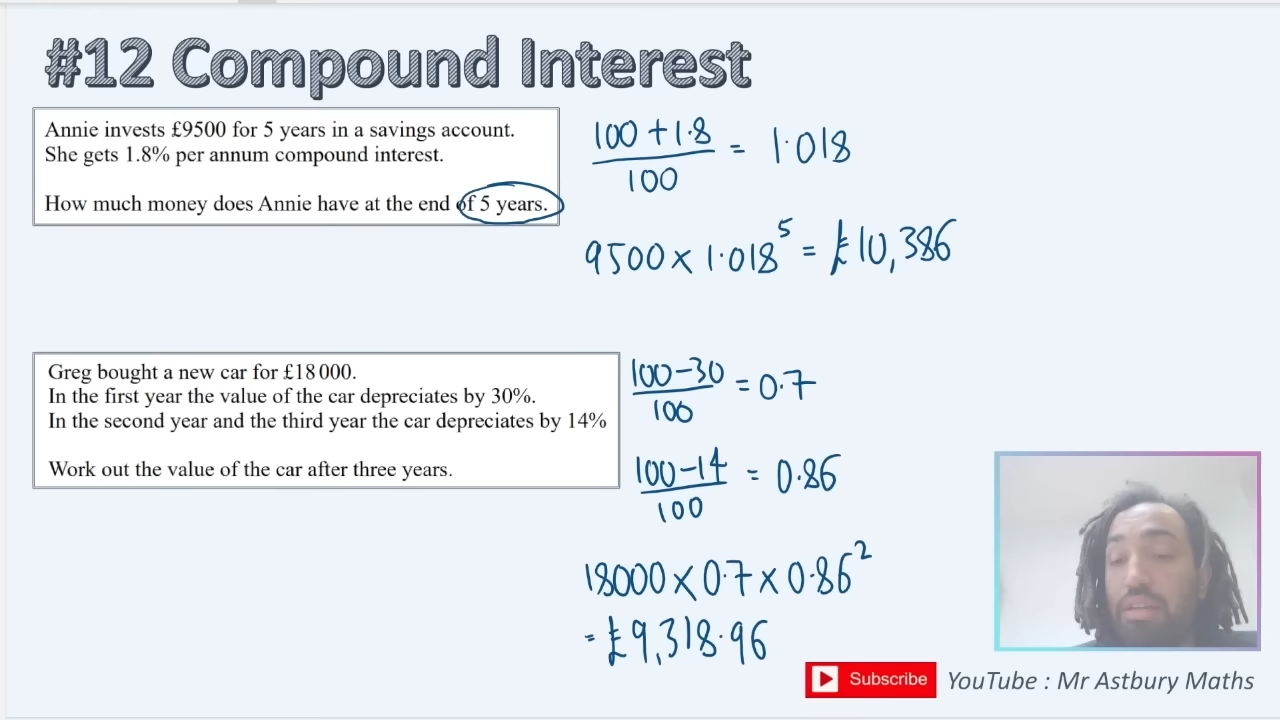 #12 Compound Interest
Annie invests £9500 for 5 years in a savings account.
She gets 1.8% per annum compound interest.
How much money does Annie have at the end of 5 years.
100 + 1.8
100
= 1.018
9500 × 1.018⁵ = £10,386
Greg bought a new car for £18 000.
In the first year the value of the car depreciates by 30%.
In the second year and the third year the car depreciates by 14%
Work out the value of the car after three years.
100 − 30
100
= 0.7
100 − 14
100
= 0.86
18000 × 0.7 × 0.86²
= £9,318.96
Subscribe
YouTube : Mr Astbury Maths